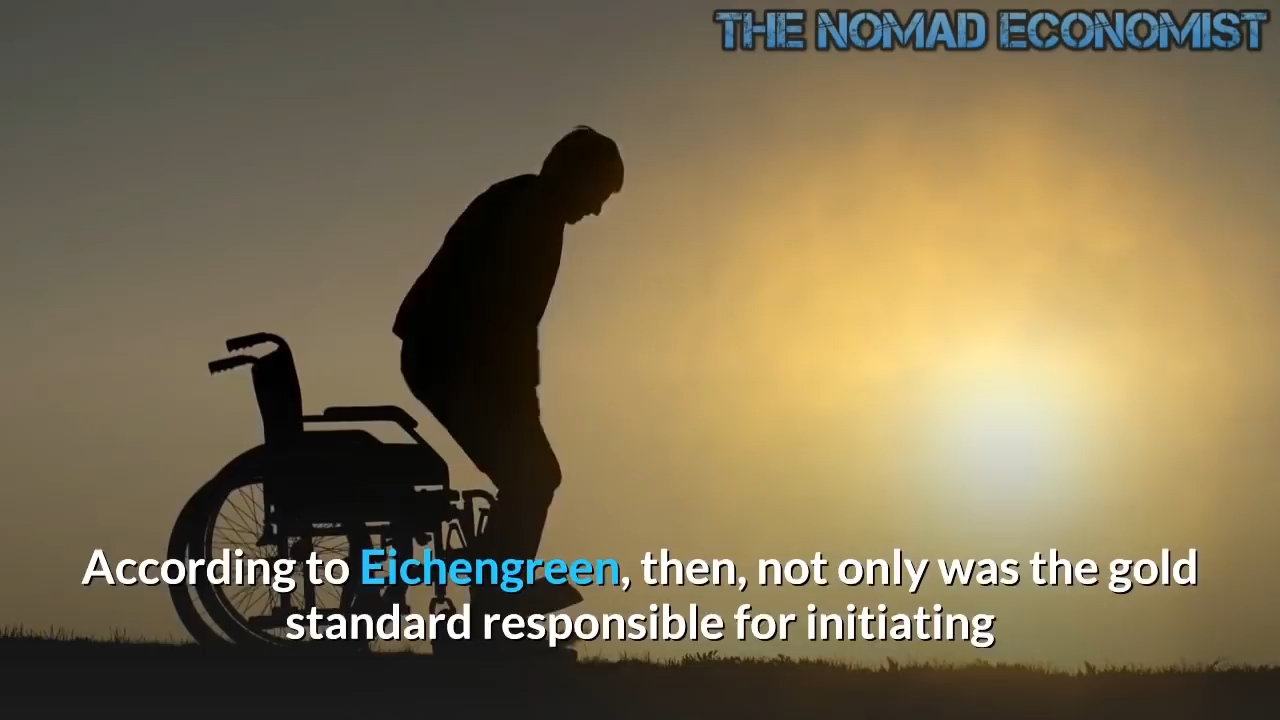 THE NOMAD ECONOMIST
According to Eichengreen, then, not only was the gold
standard responsible for initiating